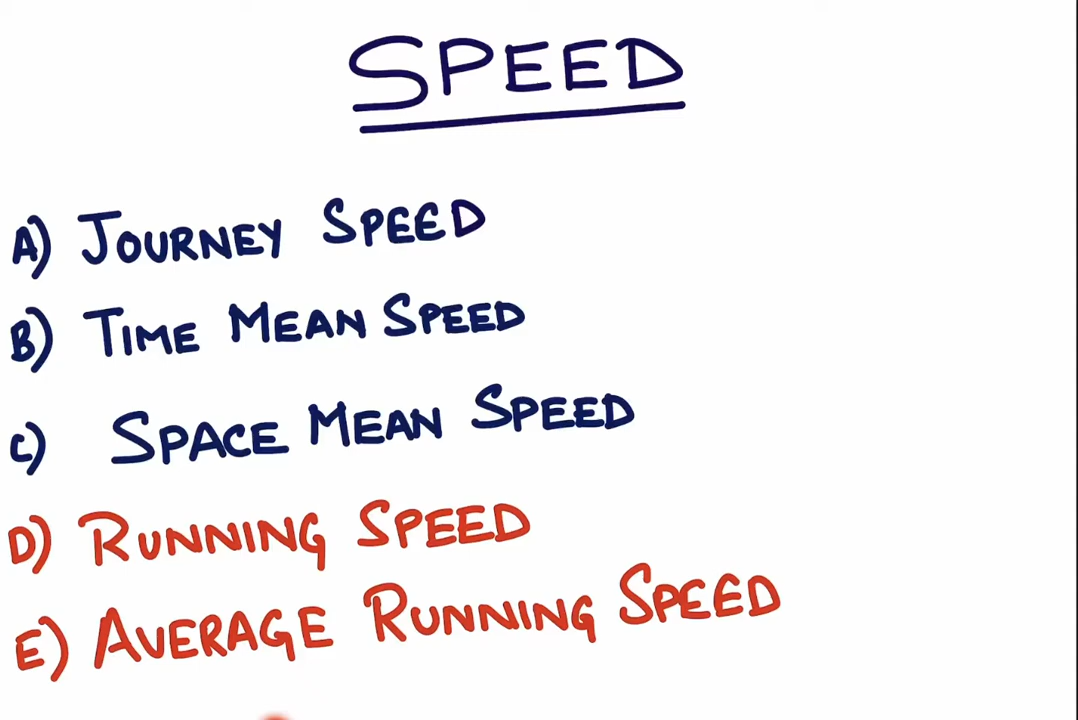 SPEED
A) JOURNEY SPEED
B) TIME MEAN SPEED
C) SPACE MEAN SPEED
D) RUNNING SPEED
E) AVERAGE RUNNING SPEED